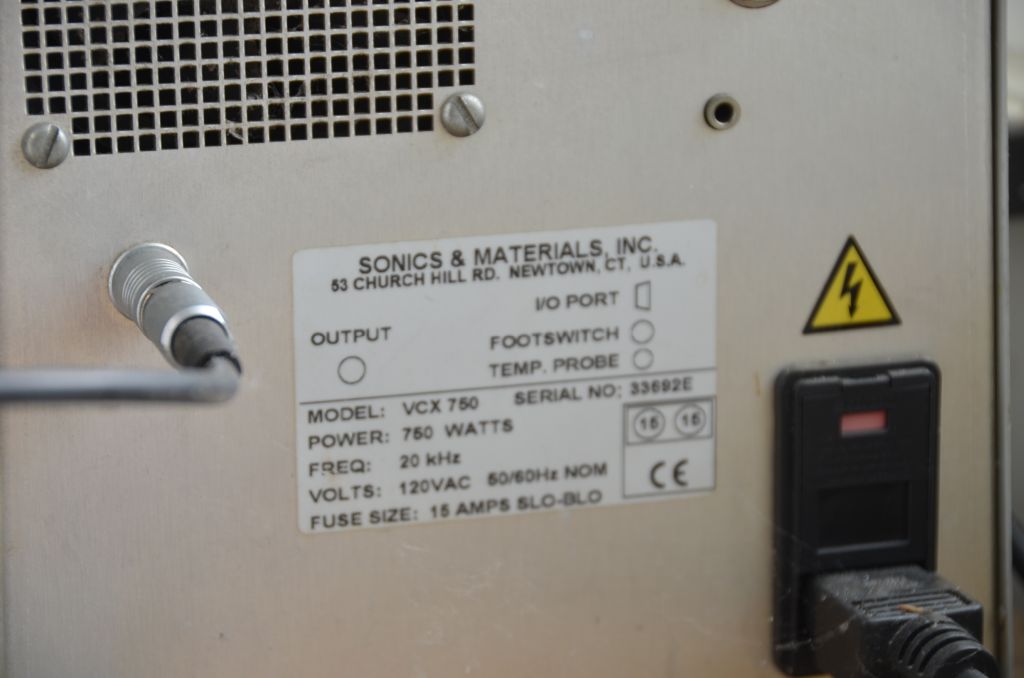 SONICS & MATERIALS, INC.
53 CHURCH HILL RD. NEWTOWN, CT. U.S.A.
I/O PORT
OUTPUT
FOOTSWITCH
TEMP. PROBE
MODEL: VCX 750 SERIAL NO: 33692E
POWER: 750 WATTS
15 15
FREQ: 20 kHz
VOLTS: 120VAC 50/60Hz NOM
CE
FUSE SIZE: 15 AMPS SLO-BLO